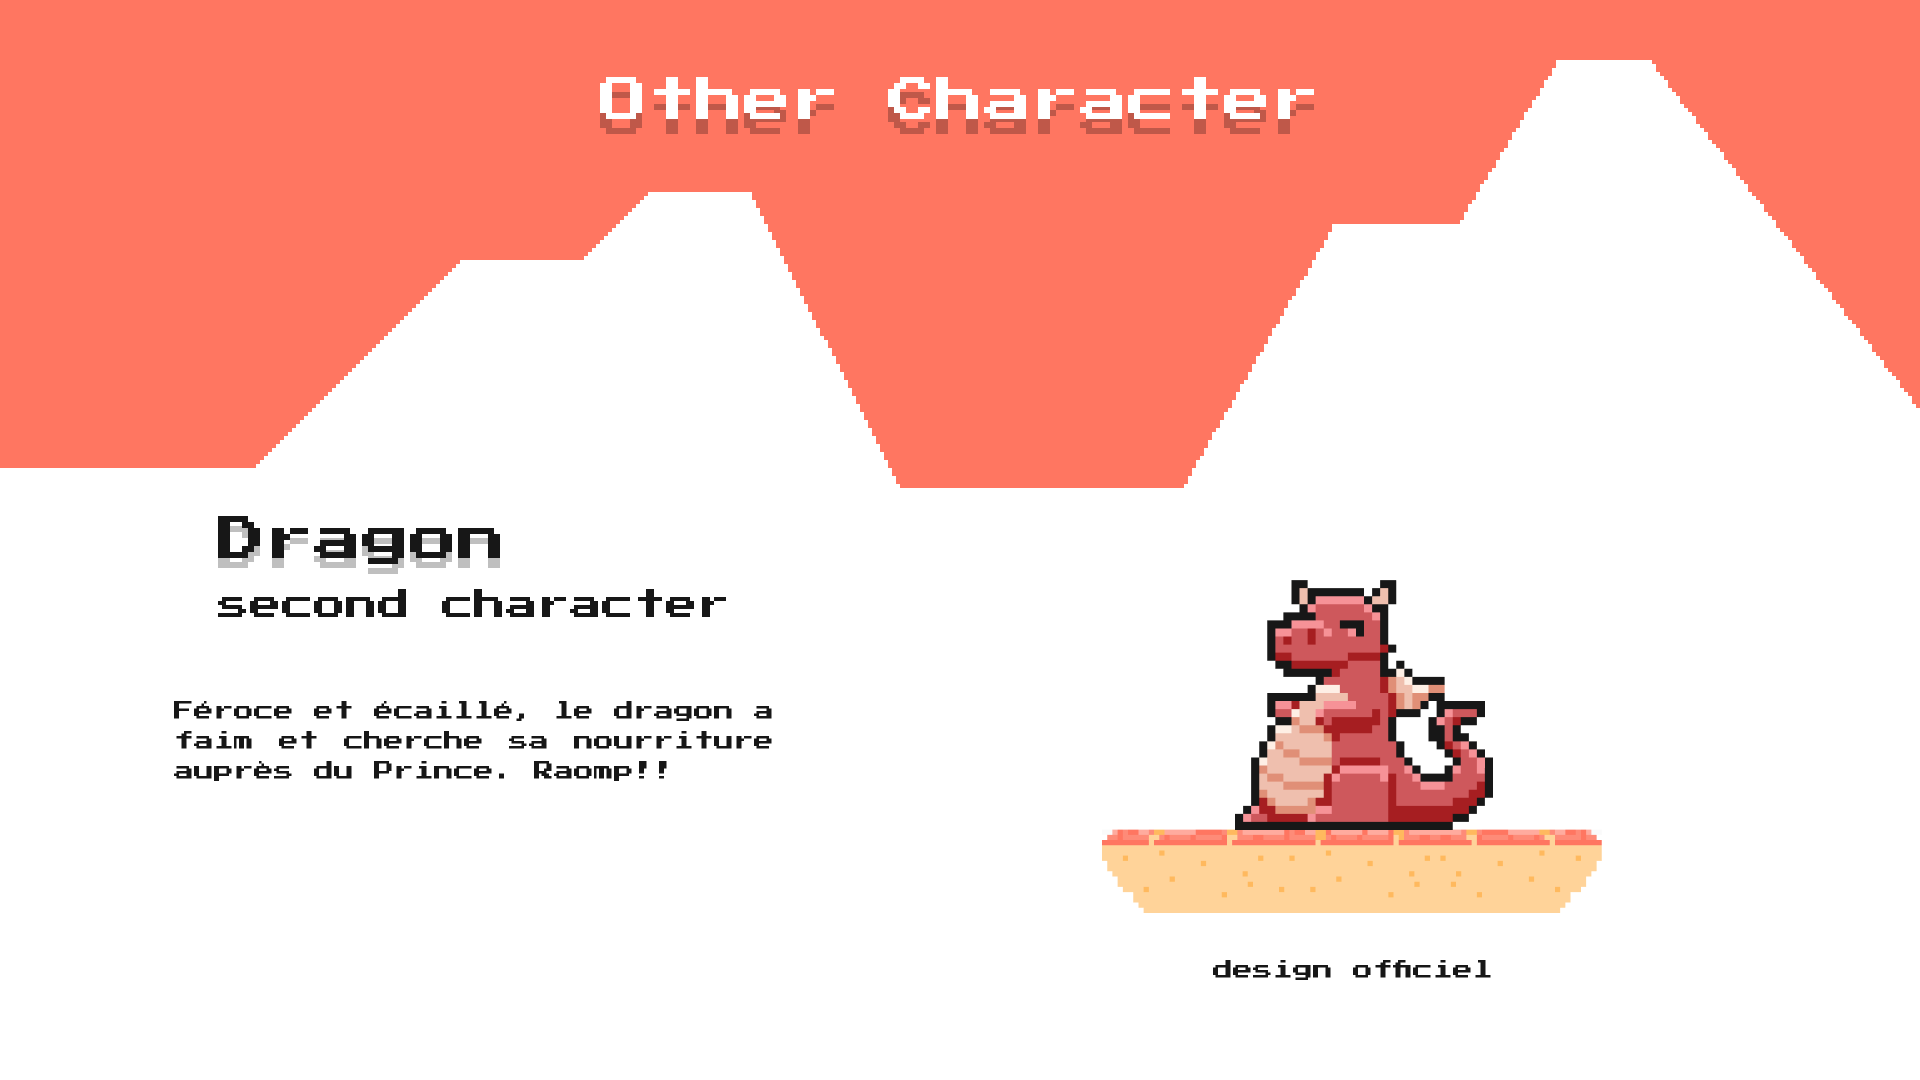 Other Character
Dragon
second character
Féroce et écaillé, le dragon a
faim et cherche sa nourriture
auprès du Prince. Raomp!!
design officiel